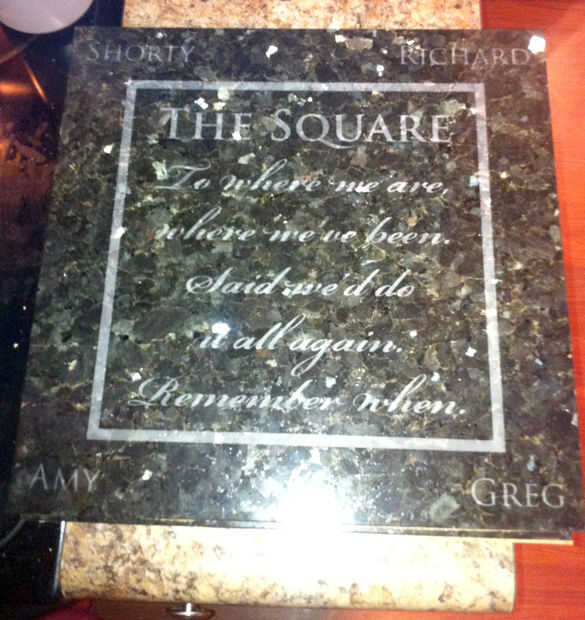 SHORTY RICHARD
THE SQUARE
To where we are,
where we've been.
Said we'd do
it all again.
Remember when.
AMY GREG